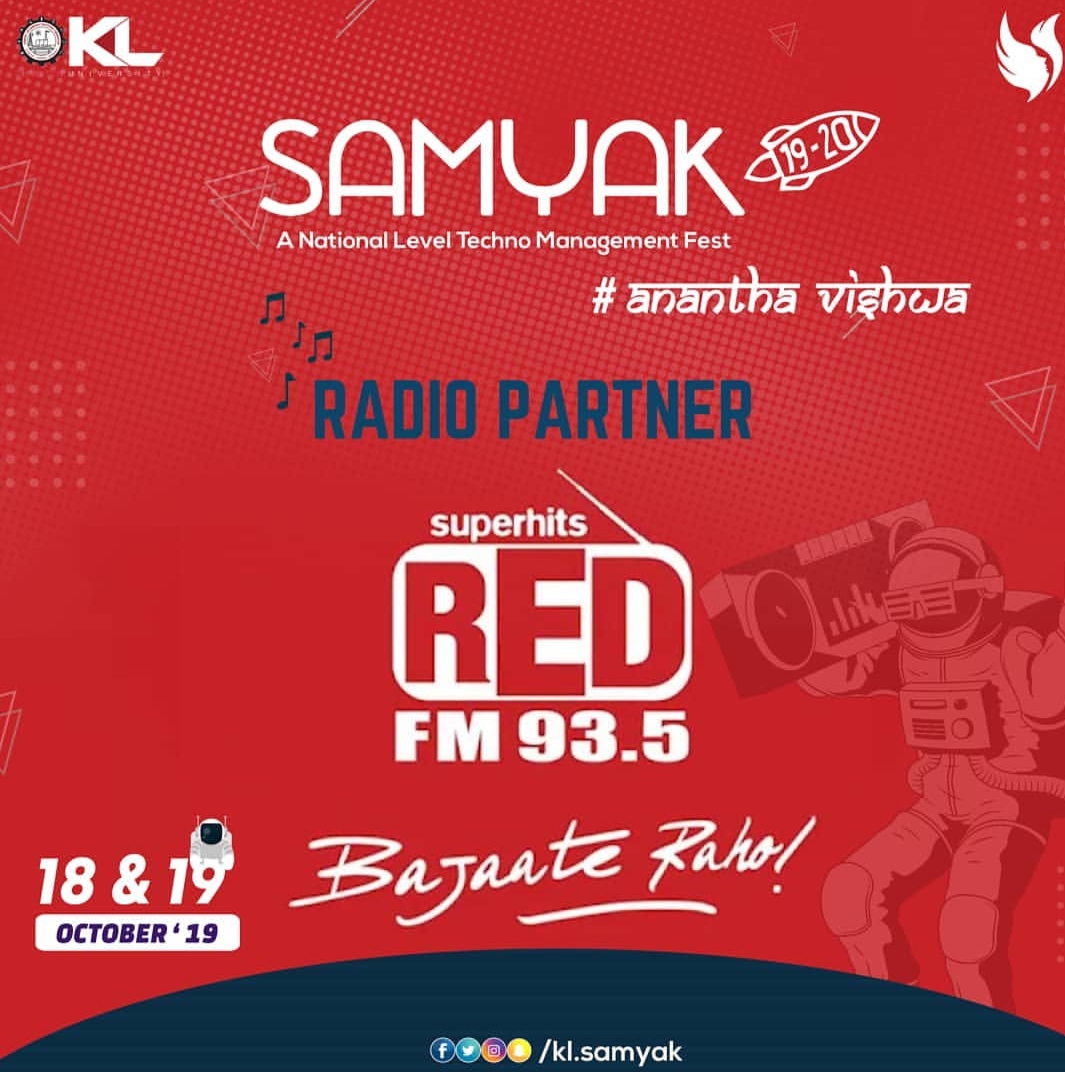 KL
UNIVERSITY
SAMYAK 19-20
A National Level Techno Management Fest
# anantha vishwa
RADIO PARTNER
superhits
RED
FM 93.5
Bajaate Raho!
18 & 19
OCTOBER ‘ 19
/kl.samyak